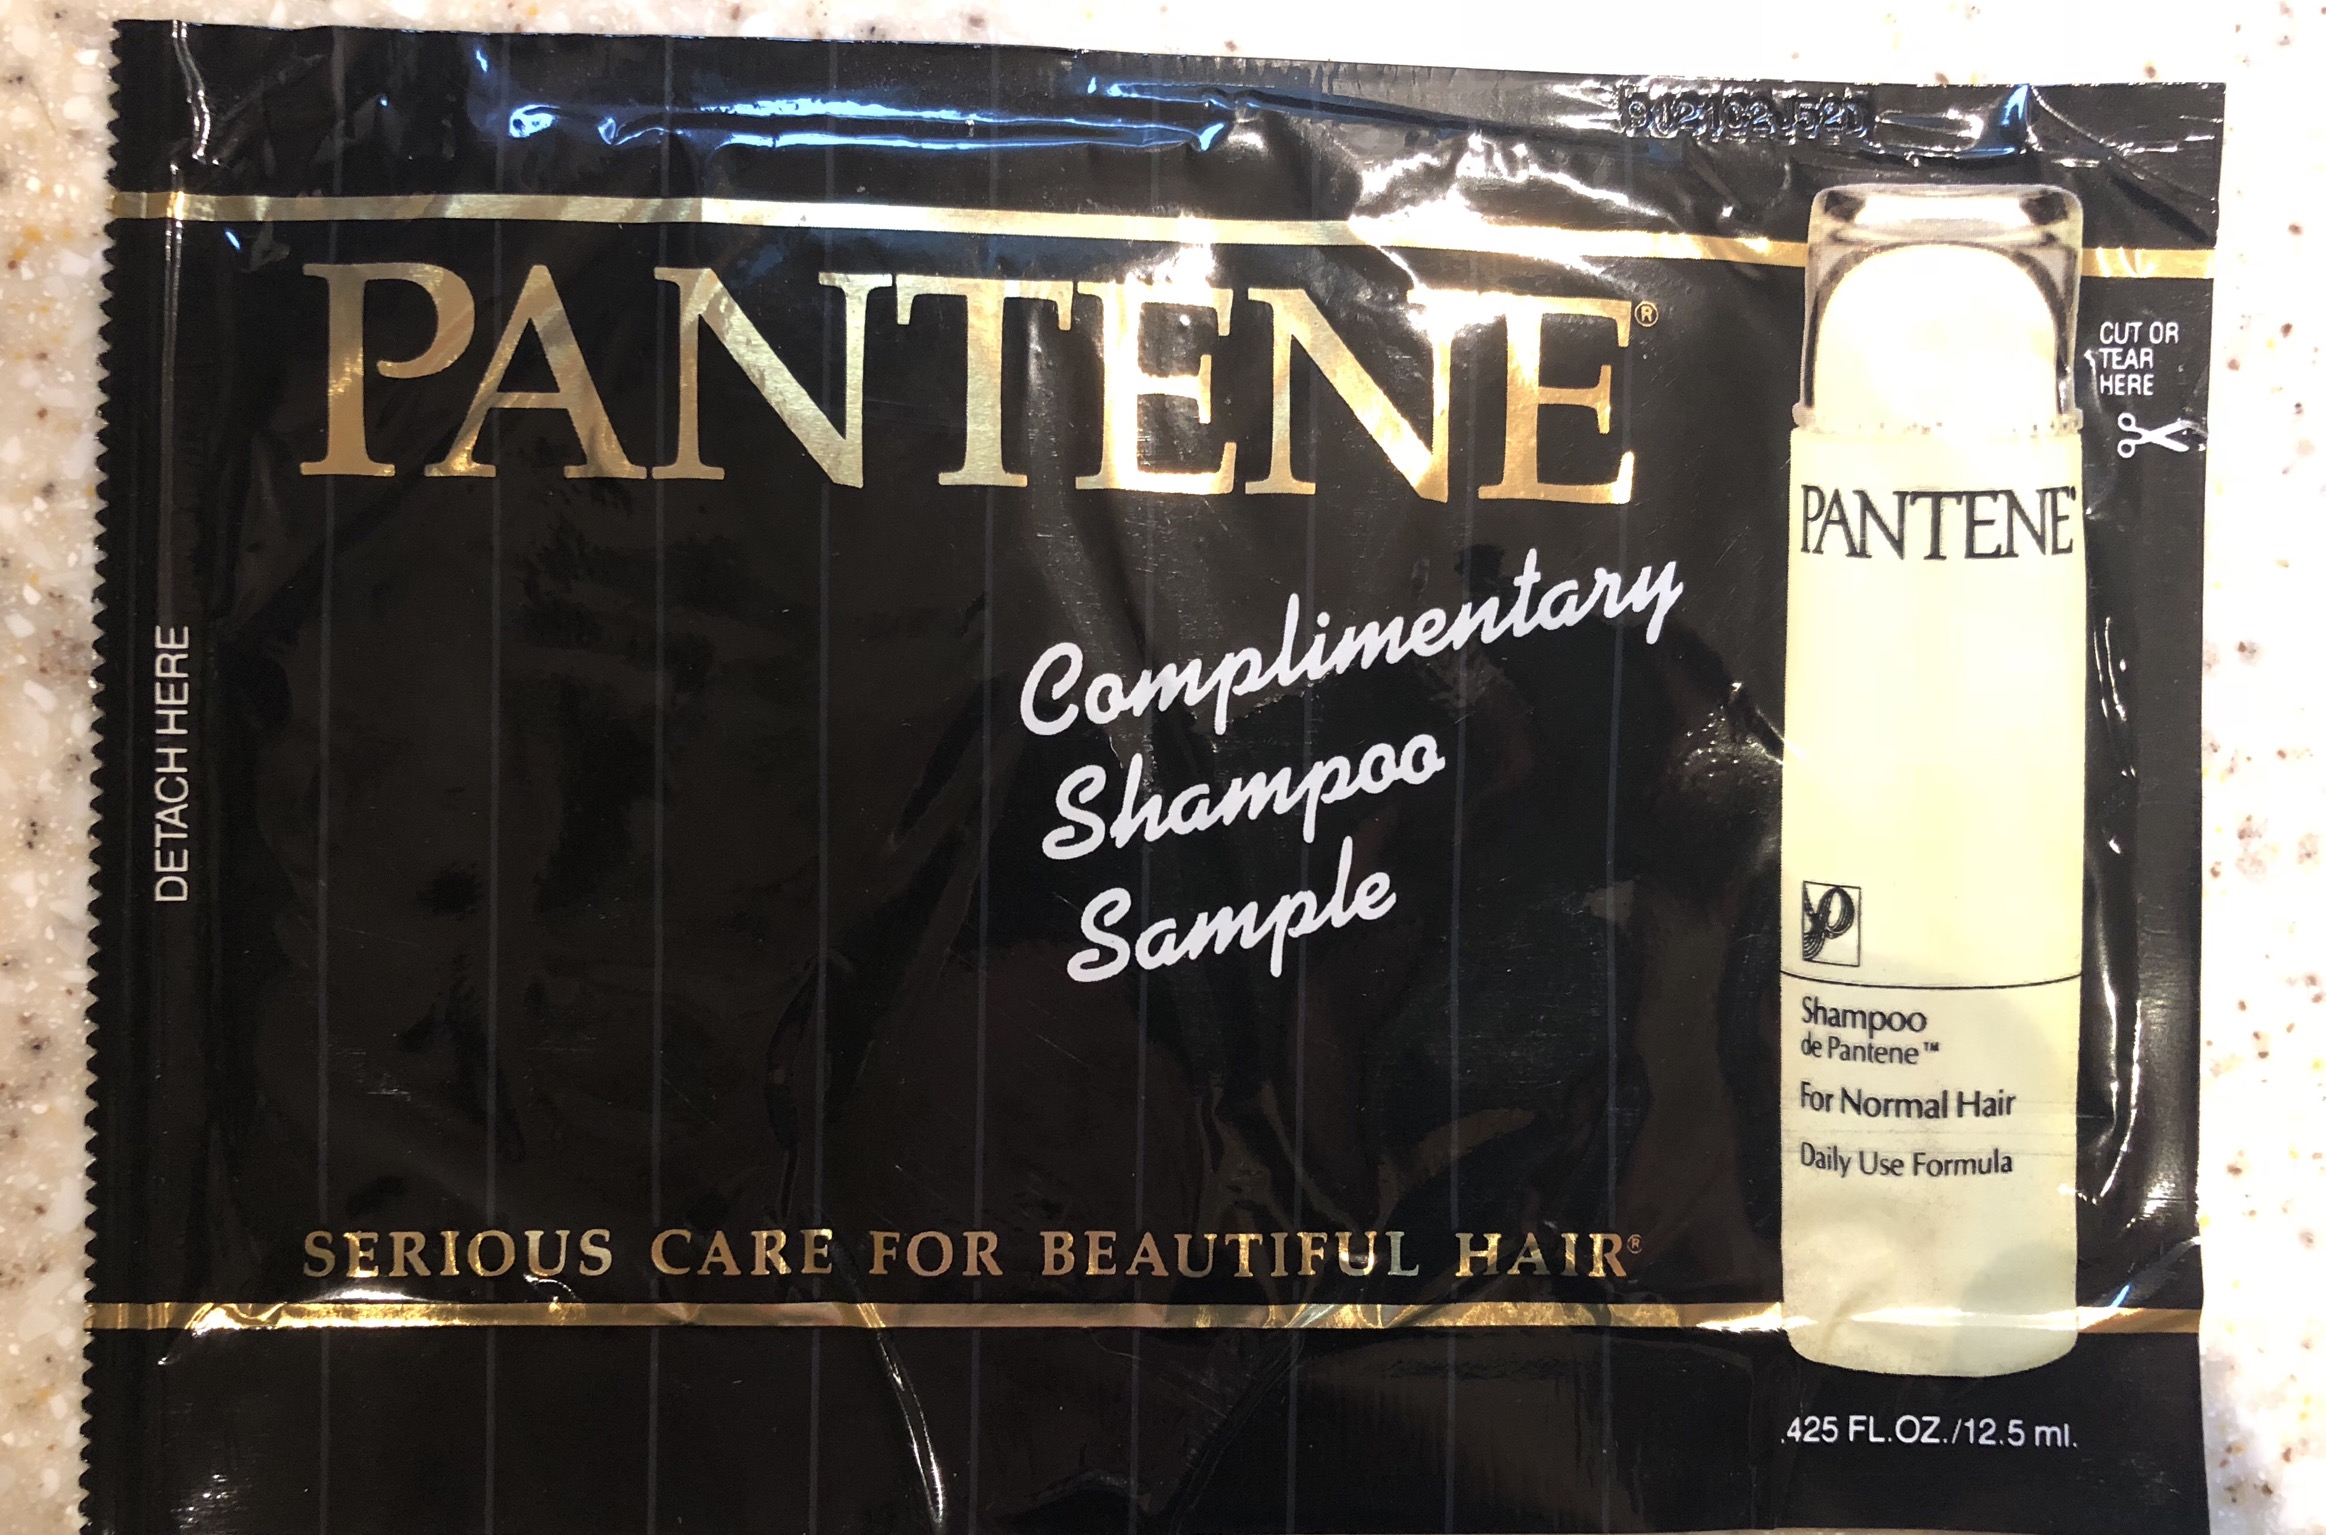 PANTENE®
CUT OR
TEAR
HERE
DETACH HERE
Complimentary
Shampoo
Sample
PANTENE®
Shampoo
de Pantene™
For Normal Hair
Daily Use Formula
SERIOUS CARE FOR BEAUTIFUL HAIR®
.425 FL.OZ./12.5 ml.